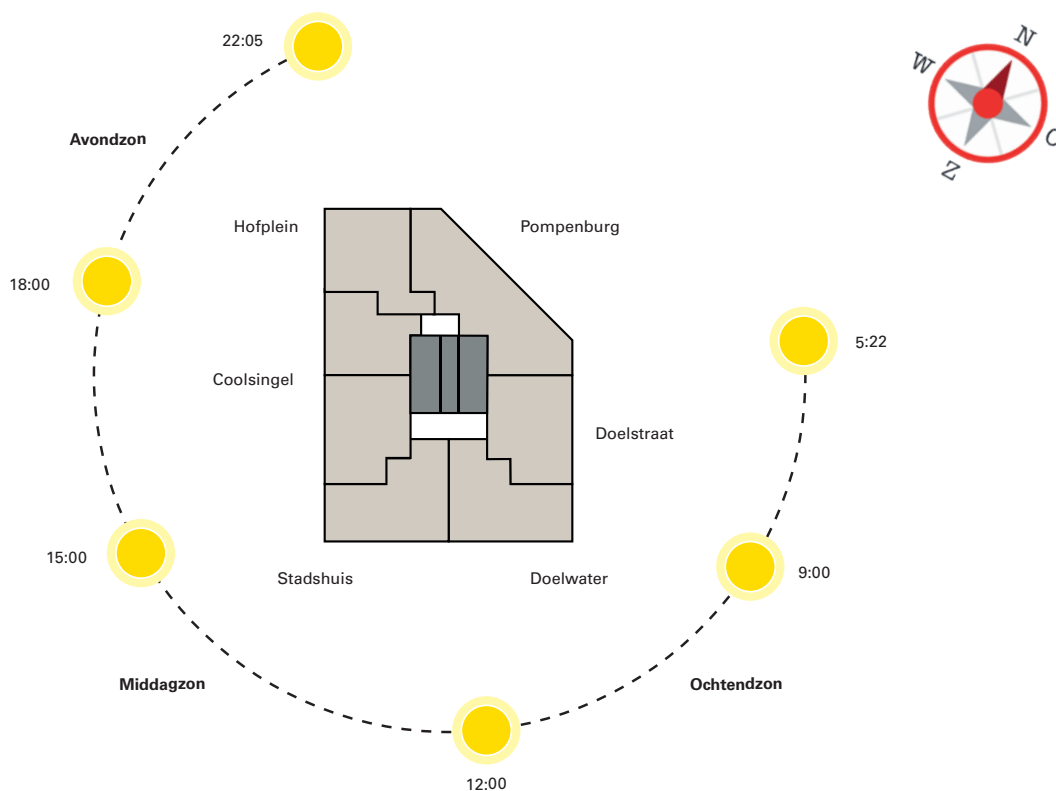 22:05
N
W
O
Z
Avondzon
Hofplein
Pompenburg
18:00
5:22
Coolsingel
Doelstraat
15:00
9:00
Stadshuis
Doelwater
Middagzon
Ochtendzon
12:00